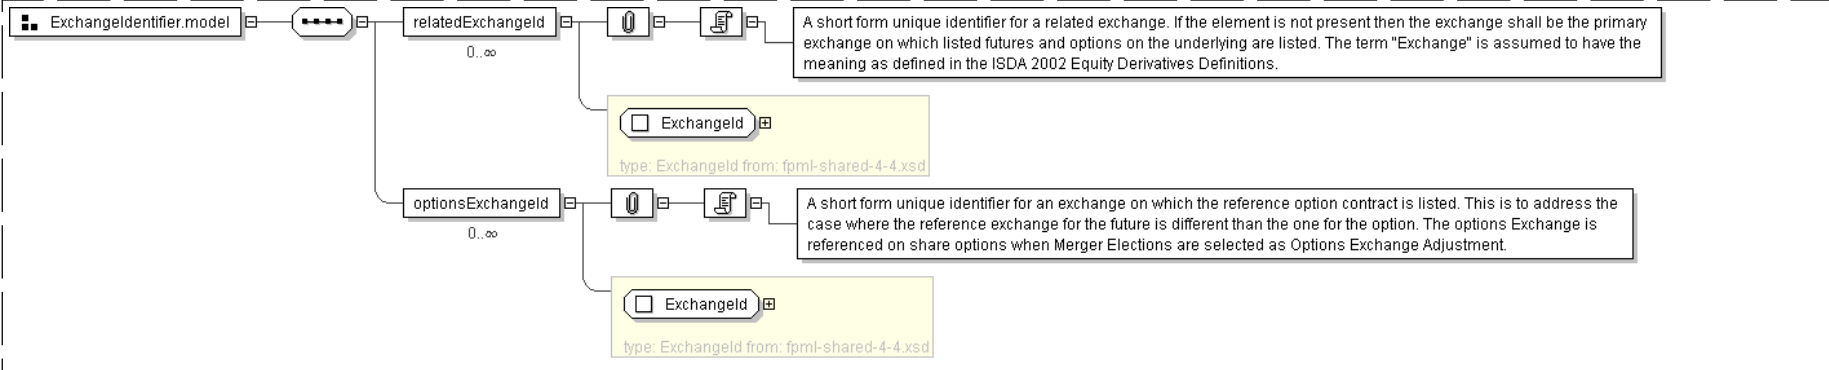 ExchangeIdentifier.model
relatedExchangeId
0..∞
A short form unique identifier for a related exchange. If the element is not present then the exchange shall be the primary
exchange on which listed futures and options on the underlying are listed. The term "Exchange" is assumed to have the
meaning as defined in the ISDA 2002 Equity Derivatives Definitions.
ExchangeId
type: ExchangeId from: fpml-shared-4-4.xsd
optionsExchangeId
0..∞
A short form unique identifier for an exchange on which the reference option contract is listed. This is to address the
case where the reference exchange for the future is different than the one for the option. The options Exchange is
referenced on share options when Merger Elections are selected as Options Exchange Adjustment.
ExchangeId
type: ExchangeId from: fpml-shared-4-4.xsd